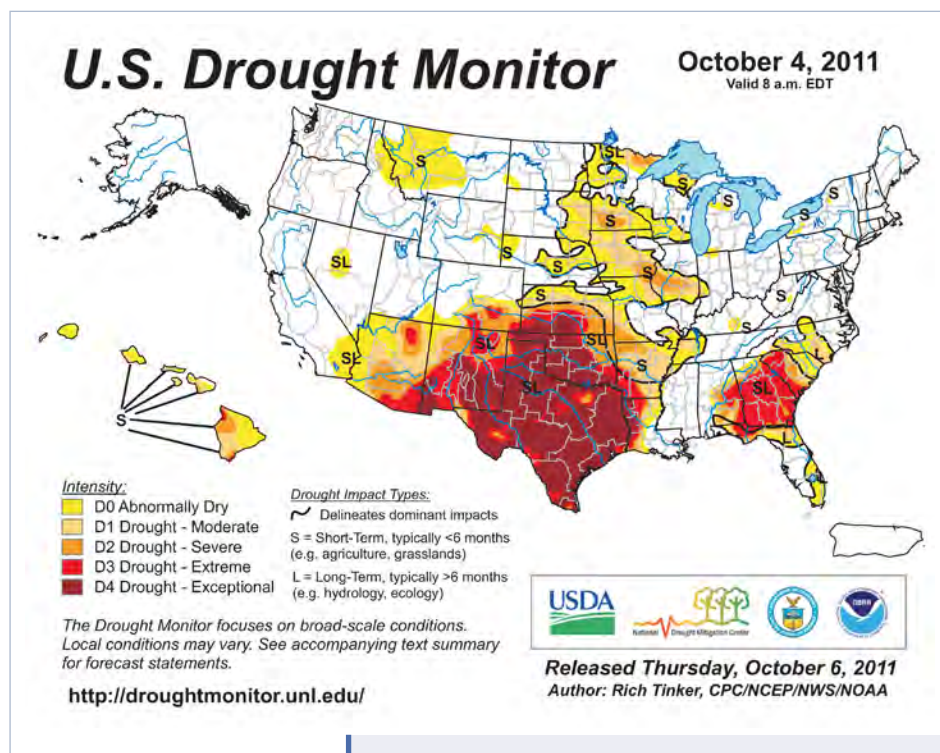 U.S. Drought Monitor
October 4, 2011
Valid 8 a.m. EDT
S
SL
S
S
S
S
S
SL
S
S
S
S
S
SL
S
SL
SL
SL
S
L
SL
SL
L
S
Intensity:
D0 Abnormally Dry
D1 Drought - Moderate
D2 Drought - Severe
D3 Drought - Extreme
D4 Drought - Exceptional
Drought Impact Types:
Delineates dominant impacts
S = Short-Term, typically <6 months
(e.g. agriculture, grasslands)
L = Long-Term, typically >6 months
(e.g. hydrology, ecology)
The Drought Monitor focuses on broad-scale conditions.
Local conditions may vary. See accompanying text summary
for forecast statements.
http://droughtmonitor.unl.edu/
USDA
National Drought Mitigation Center
NOAA
Released Thursday, October 6, 2011
Author: Rich Tinker, CPC/NCEP/NWS/NOAA